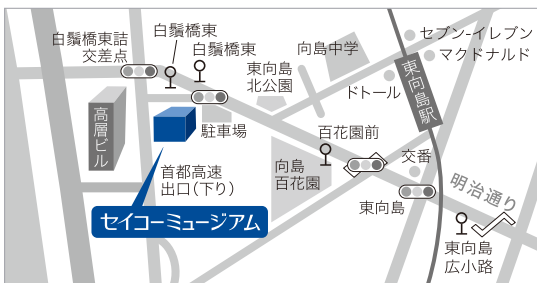 白鬚橋東
白鬚橋東詰
交差点
白鬚橋東
向島中学
セブン-イレブン
マクドナルド
東向島
北公園
ドトール
東向島駅
高層ビル
駐車場
百花園前
首都高速
出口(下り)
向島
百花園
交番
明治通り
東向島
セイコーミュージアム
東向島
広小路